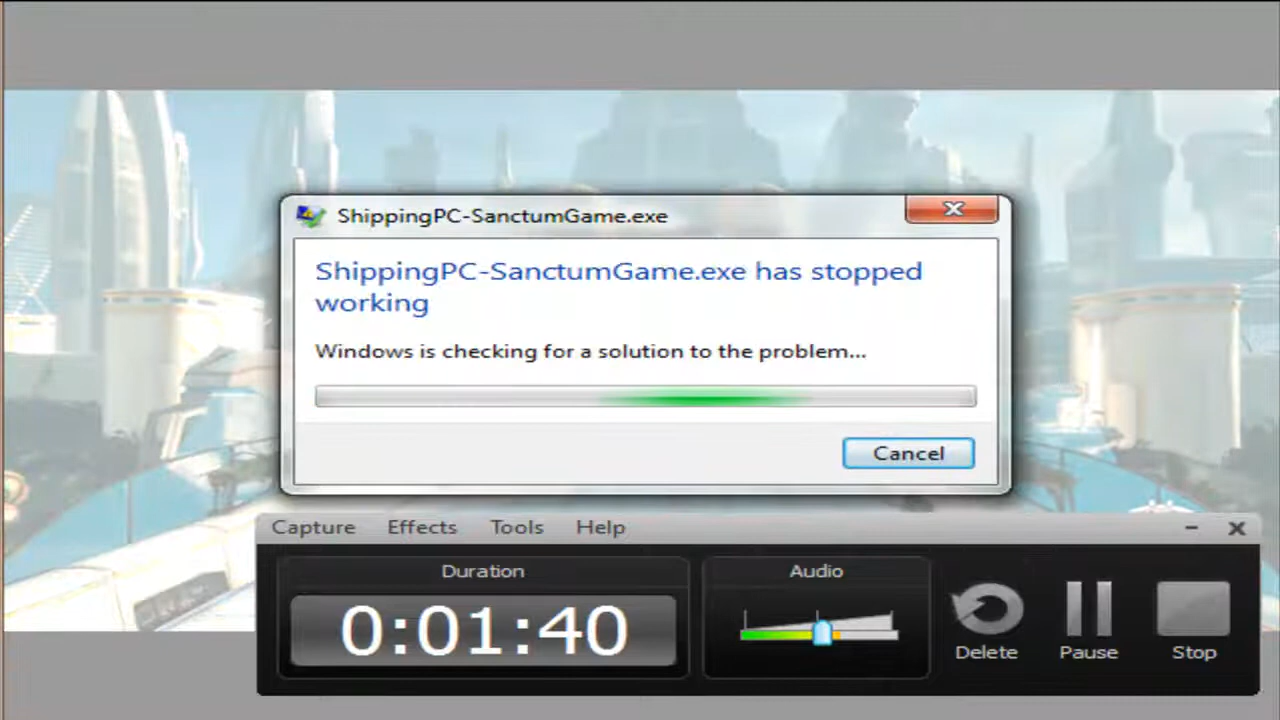 ShippingPC-SanctumGame.exe
ShippingPC-SanctumGame.exe has stopped
working
Windows is checking for a solution to the problem...
Cancel
Capture Effects Tools Help
Duration
Audio
0:01:40
Delete
Pause
Stop